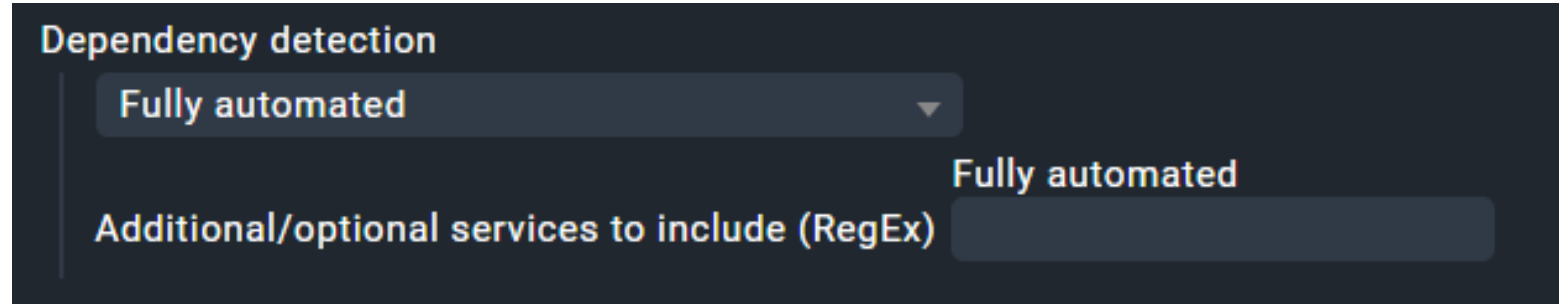 Dependency detection
Fully automated
Fully automated
Additional/optional services to include (RegEx)